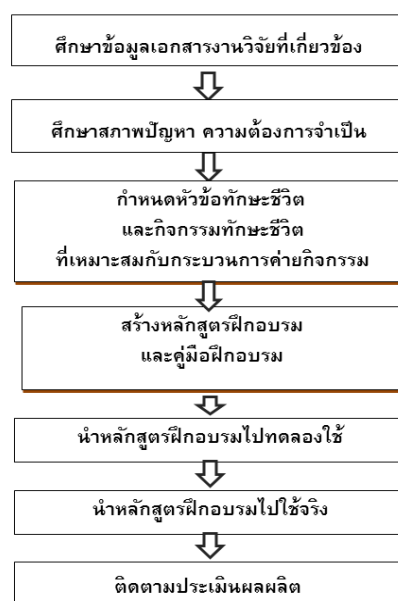 ศึกษาข้อมูลเอกสารงานวิจัยที่เกี่ยวข้อง
ศึกษาสภาพปัญหา ความต้องการจำเป็น
กำหนดหัวข้อทักษะชีวิต
และกิจกรรมทักษะชีวิต
ที่เหมาะสมกับกระบวนการค่ายกิจกรรม
สร้างหลักสูตรฝึกอบรม
และคู่มือฝึกอบรม
นำหลักสูตรฝึกอบรมไปทดลองใช้
นำหลักสูตรฝึกอบรมไปใช้จริง
ติดตามประเมินผลผลิต